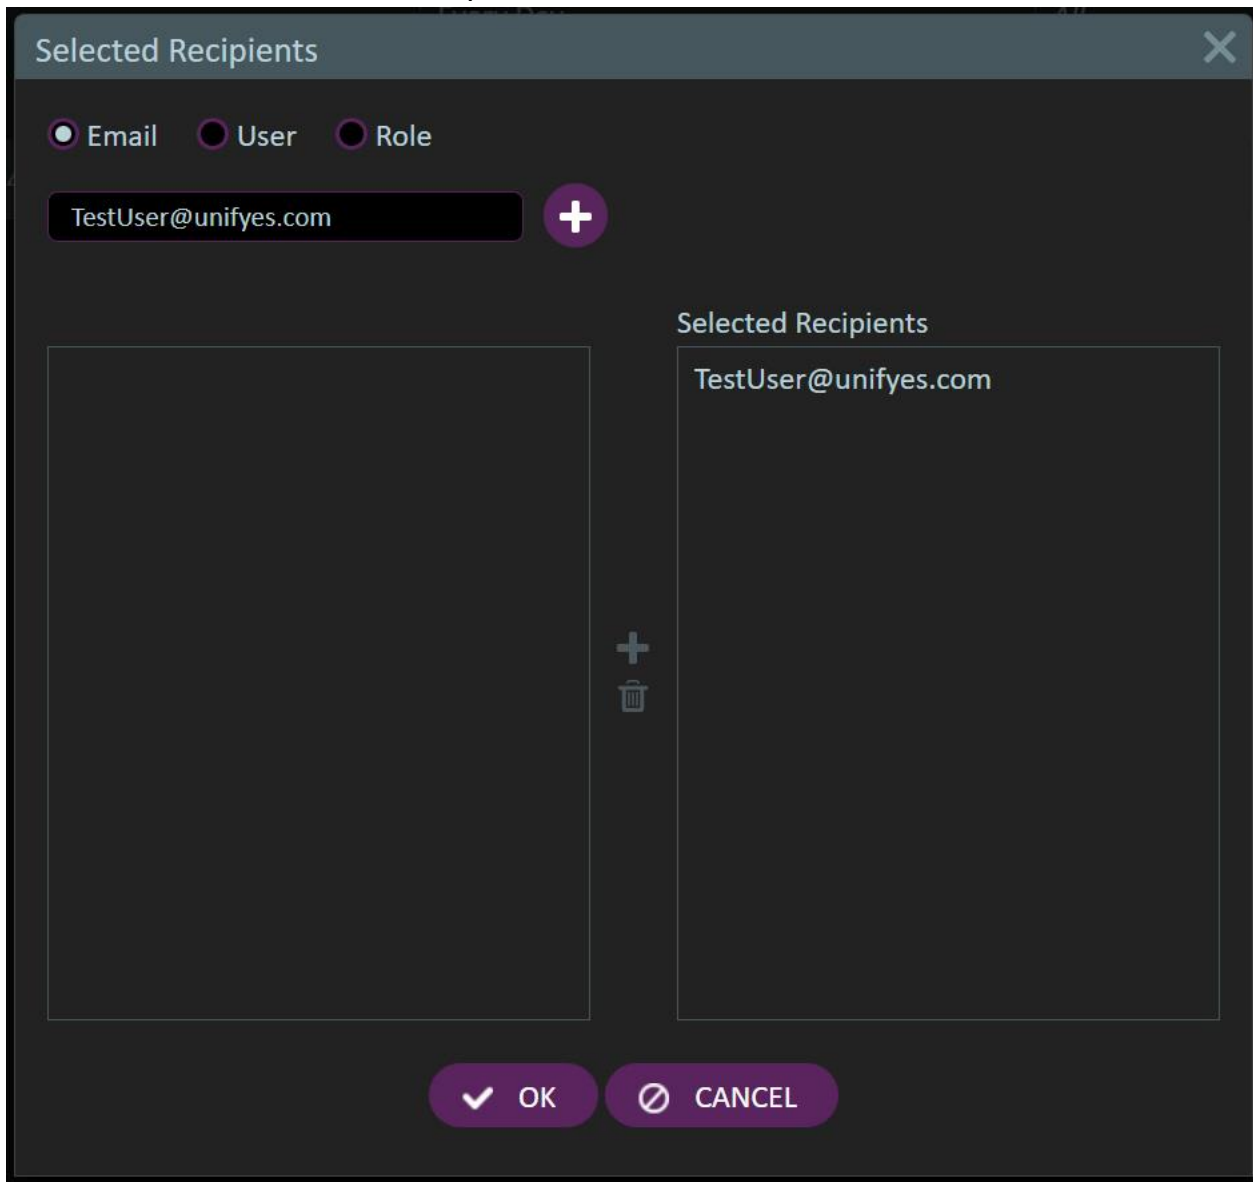 Selected Recipients
Email User Role
TestUser@unifyes.com
Selected Recipients
TestUser@unifyes.com
OK CANCEL